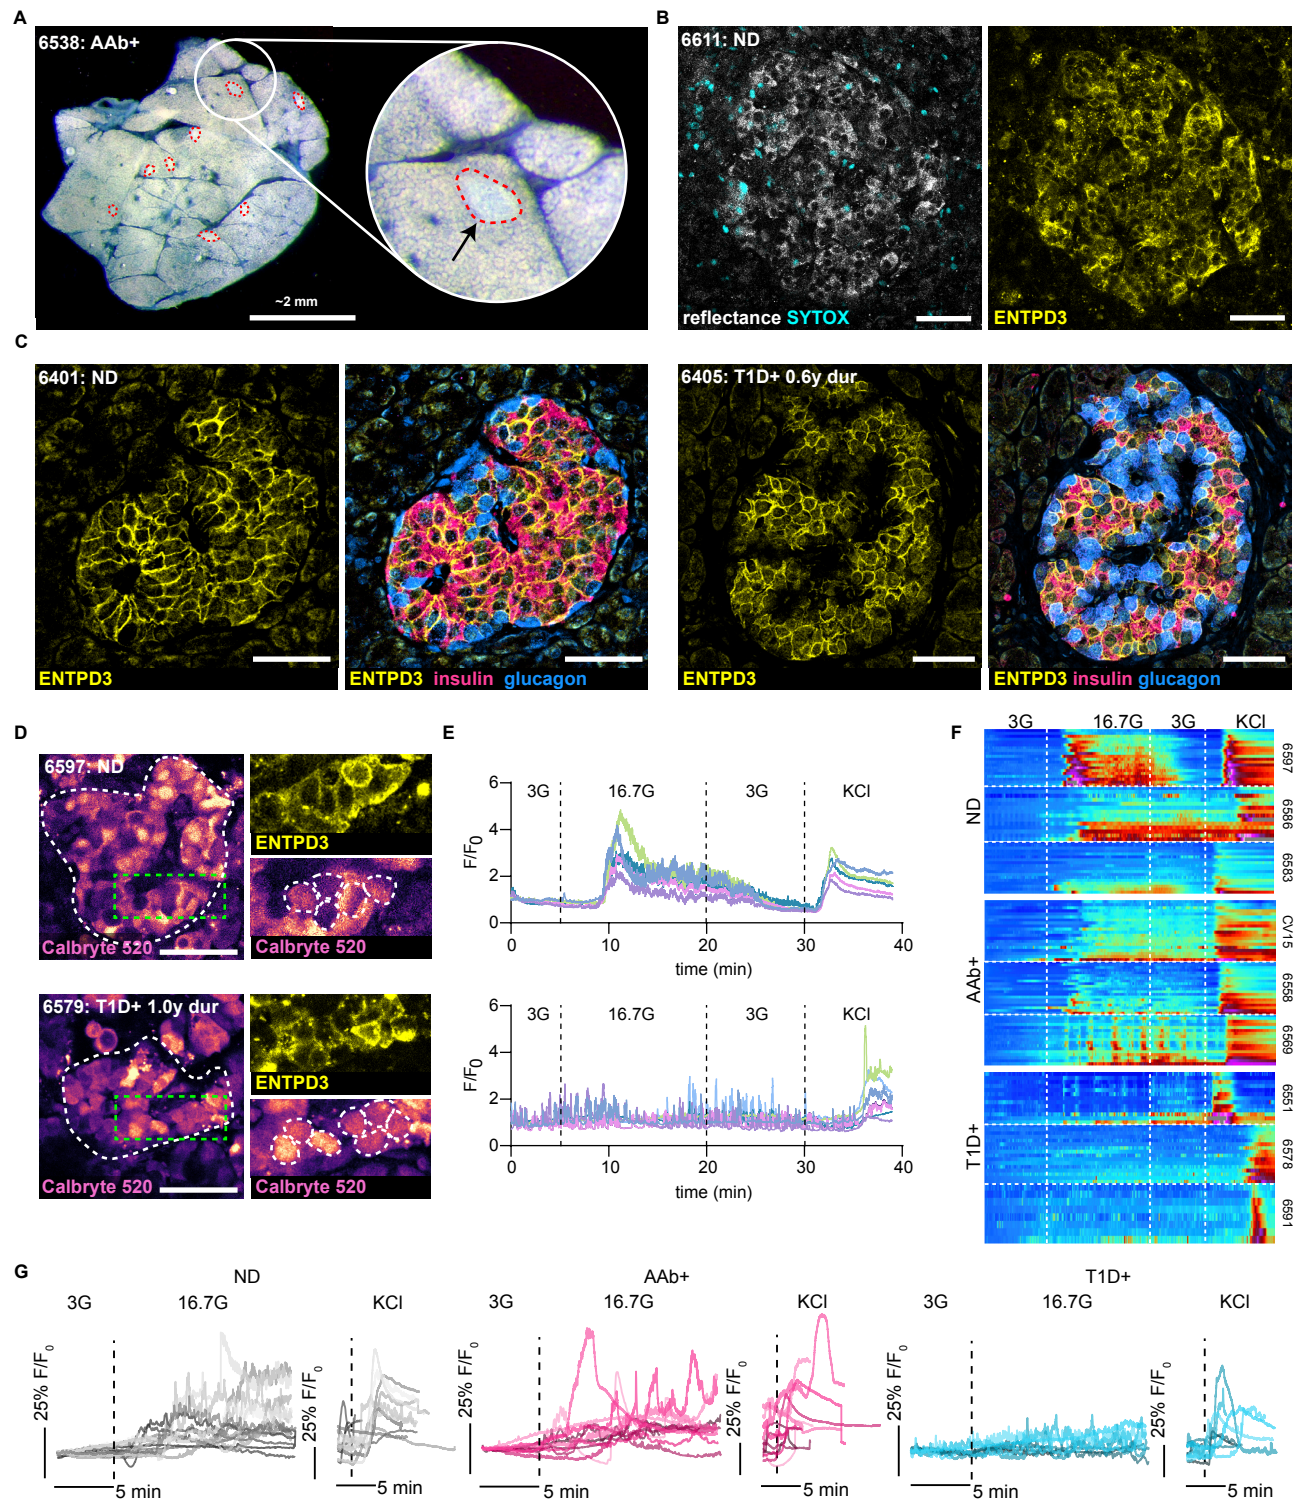 A
6538: AAb+
~2 mm
B
6611: ND
reflectance SYTOX
ENTPD3
C
6401: ND
ENTPD3
ENTPD3 insulin glucagon
6405: T1D+ 0.6y dur
ENTPD3
ENTPD3 insulin glucagon
D
6597: ND
Calbryte 520
ENTPD3
Calbryte 520
6579: T1D+ 1.0y dur
Calbryte 520
ENTPD3
Calbryte 520
E
3G 16.7G 3G KCl
F/F0
6
4
2
0
0 10 20 30 40
time (min)
3G 16.7G 3G KCl
F/F0
6
4
2
0
0 10 20 30 40
time (min)
F
3G 16.7G 3G KCl
ND
6597
6586
6583
AAb+
CV15
6558
6569
T1D+
6551
6578
6591
G
ND
3G 16.7G KCl
25% F/F0
5 min
25% F/F0
5 min
AAb+
3G 16.7G KCl
25% F/F0
5 min
25% F/F0
5 min
T1D+
3G 16.7G KCl
25% F/F0
5 min
25% F/F0
5 min